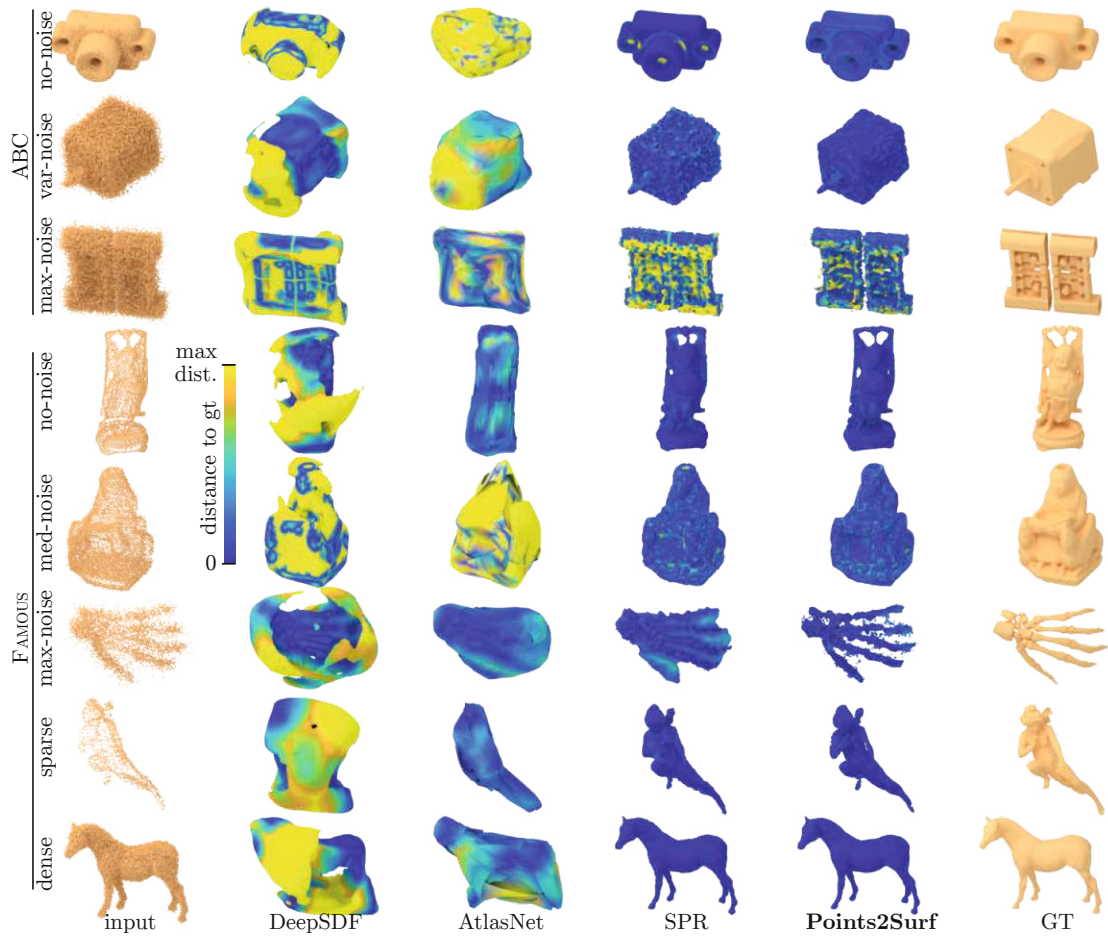 ABC
no-noise
var-noise
max-noise
FAMOUS
no-noise
med-noise
max-noise
sparse
dense
max
dist.
distance to gt
0
input
DeepSDF
AtlasNet
SPR
Points2Surf
GT